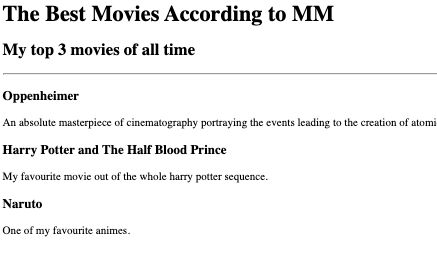 The Best Movies According to MM
My top 3 movies of all time
Oppenheimer
An absolute masterpiece of cinematography portraying the events leading to the creation of atomi
Harry Potter and The Half Blood Prince
My favourite movie out of the whole harry potter sequence.
Naruto
One of my favourite animes.